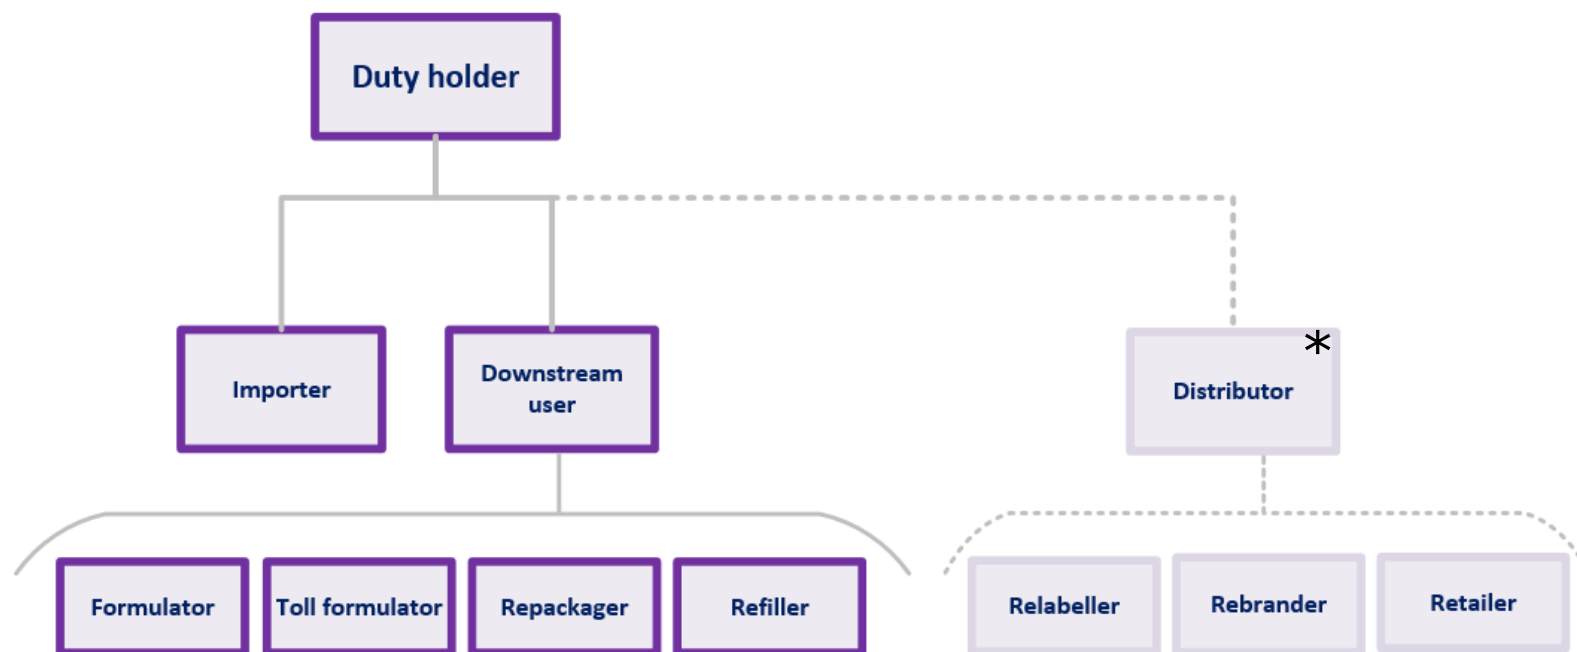 Duty holder
Importer
Downstream
user
*
Distributor
Formulator
Toll formulator
Repackager
Refiller
Relabeller
Rebrander
Retailer